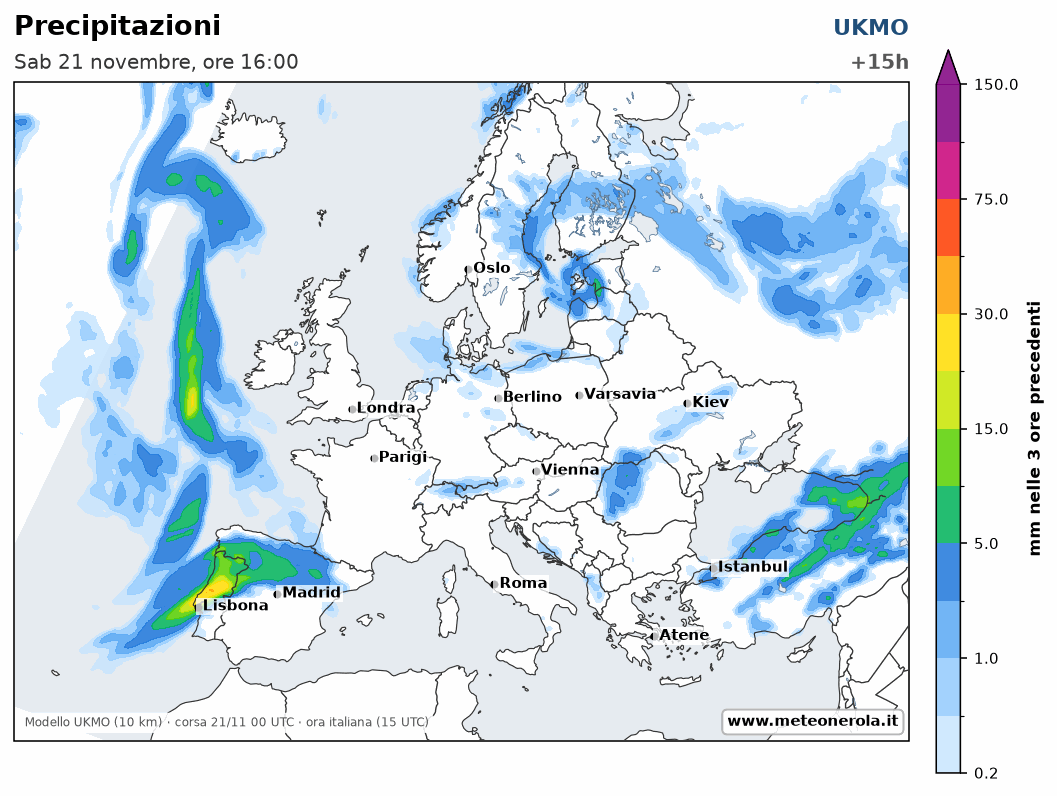 Precipitazioni
UKMO
Sab 21 novembre, ore 16:00
+15h
150.0
75.0
30.0
15.0
5.0
1.0
0.2
mm nelle 3 ore precedenti
Oslo
Londra
Berlino
Varsavia
Kiev
Parigi
Vienna
Istanbul
Roma
Madrid
Lisbona
Atene
Modello UKMO (10 km) · corsa 21/11 00 UTC · ora italiana (15 UTC)
www.meteonerola.it